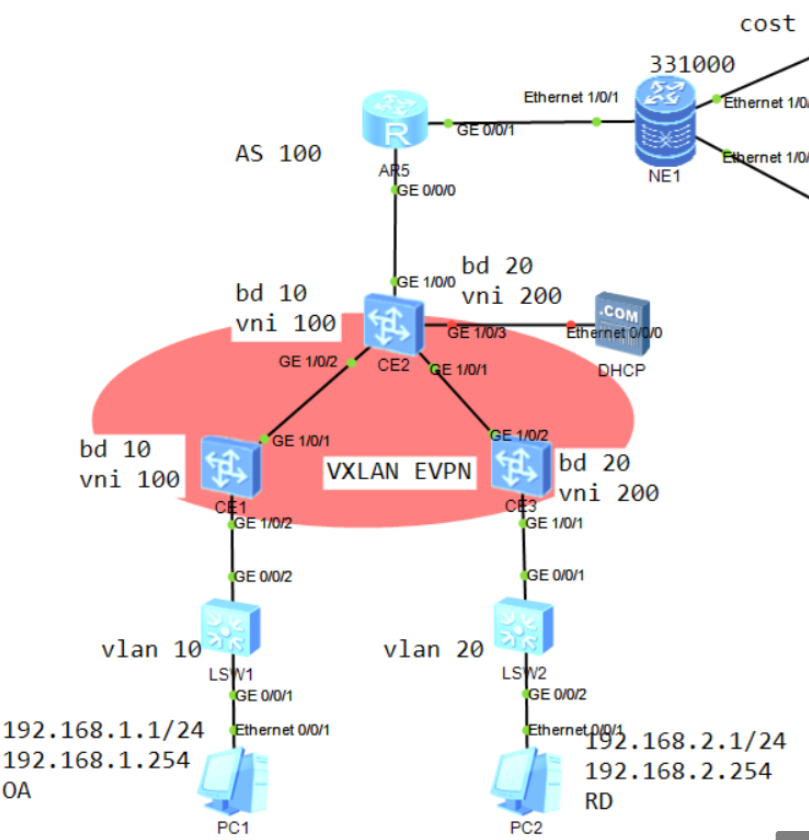 cost
331000
Ethernet 1/0/1
Ethernet 1/0/
GE 0/0/1
AS 100
R
AR5
NE1
Ethernet 1/0/
GE 0/0/0
bd 20
vni 200
GE 1/0/0
bd 10
vni 100
.COM
GE 1/0/3
Ethernet 0/0/0
GE 1/0/2
CE2
GE 1/0/1
DHCP
GE 1/0/1
GE 1/0/2
bd 10
vni 100
VXLAN EVPN
bd 20
vni 200
CE1
CE3
GE 1/0/2
GE 1/0/1
GE 0/0/2
GE 0/0/1
vlan 10
vlan 20
LSW1
LSW2
GE 0/0/1
GE 0/0/2
192.168.1.1/24
192.168.1.254
OA
Ethernet 0/0/1
Ethernet 0/0/1
192.168.2.1/24
192.168.2.254
RD
PC1
PC2